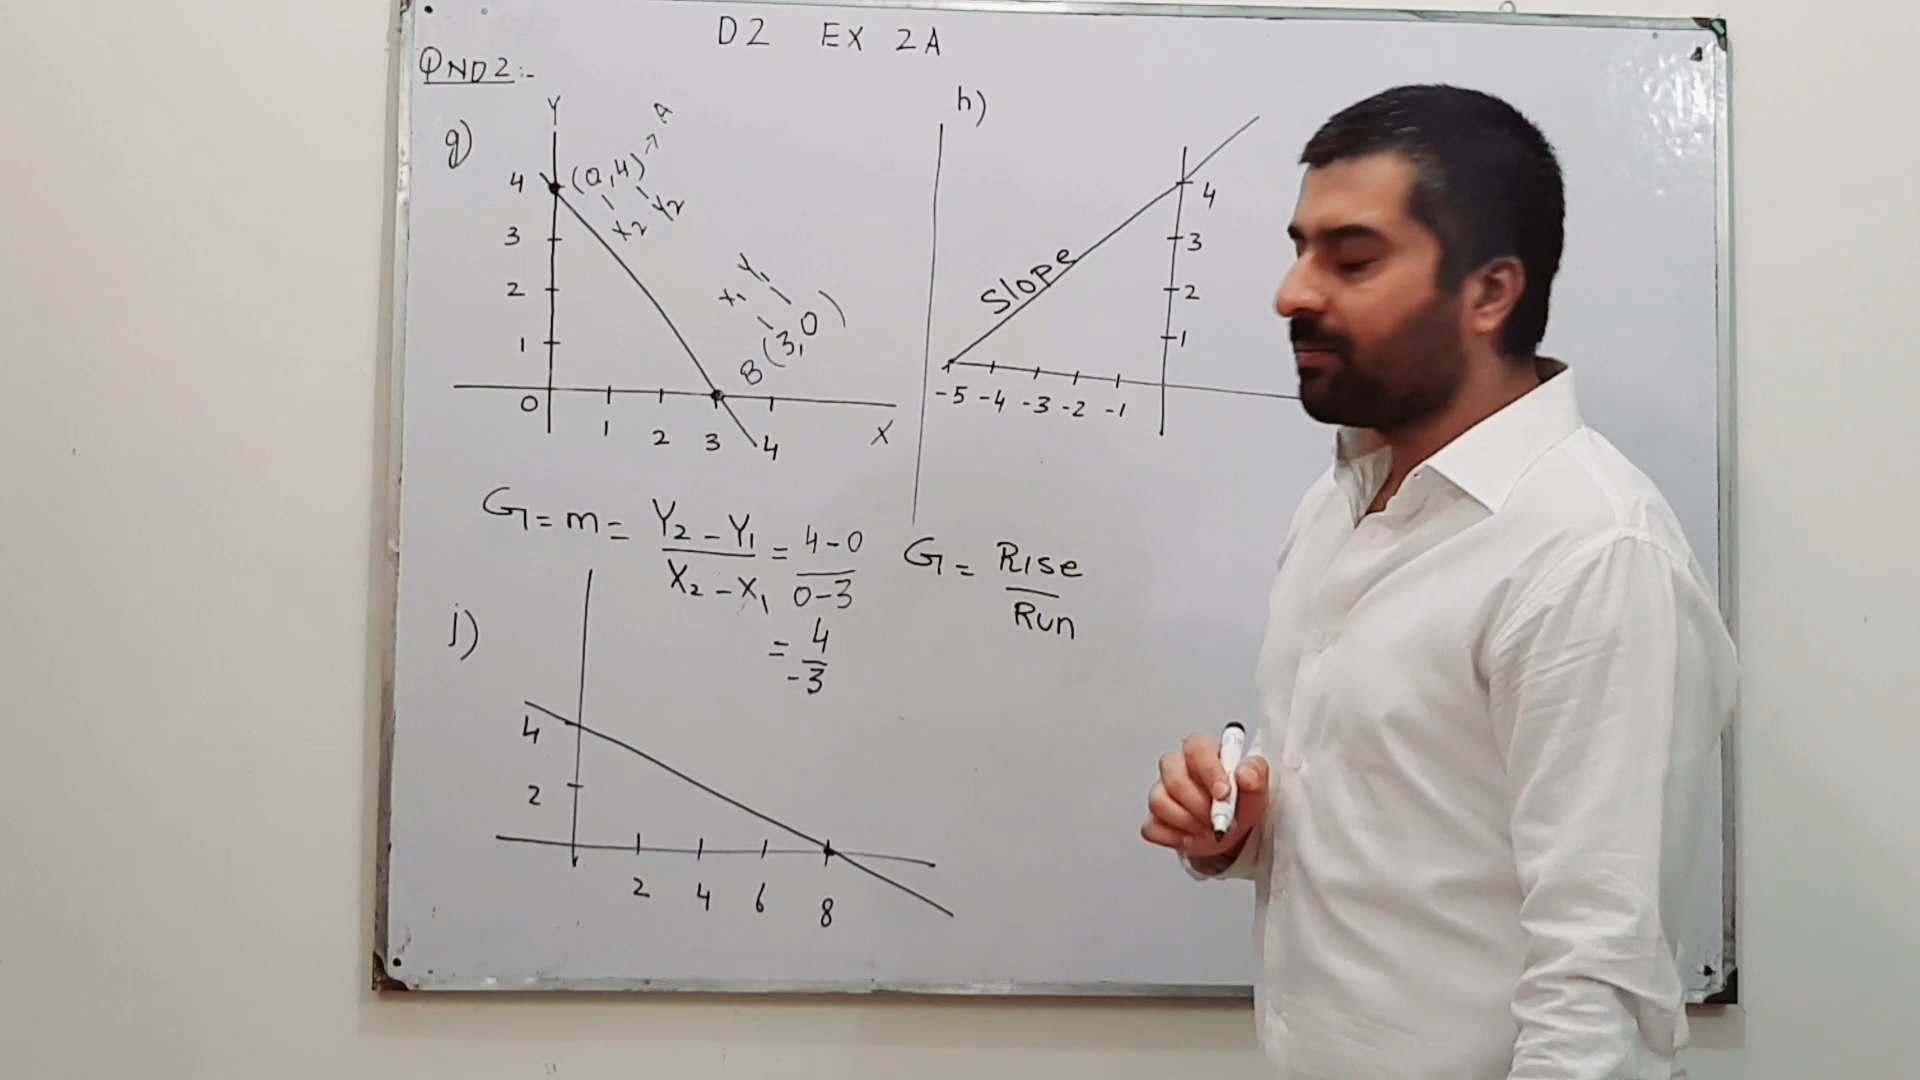 D2 EX 2A
QNO2:-
g)
Y
4 (0,4) → A
X2 Y2
3
2
1
0
1 2 3 4
X
X1 Y1
B (3,0)
G = m = Y2 - Y1 / X2 - X1 = 4-0 / 0-3
= 4 / -3
h)
4
3
2
1
Slope
-5 -4 -3 -2 -1
G = Rise / Run
j)
4
2
2 4 6 8